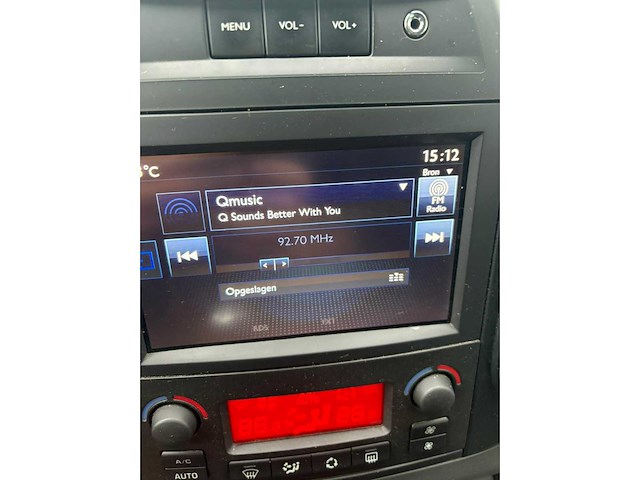 MENU VOL- VOL+
°C 15:12
Bron
Qmusic
Q Sounds Better With You
FM
Radio
92.70 MHz
Opgeslagen
RDS TXT
A/C
AUTO